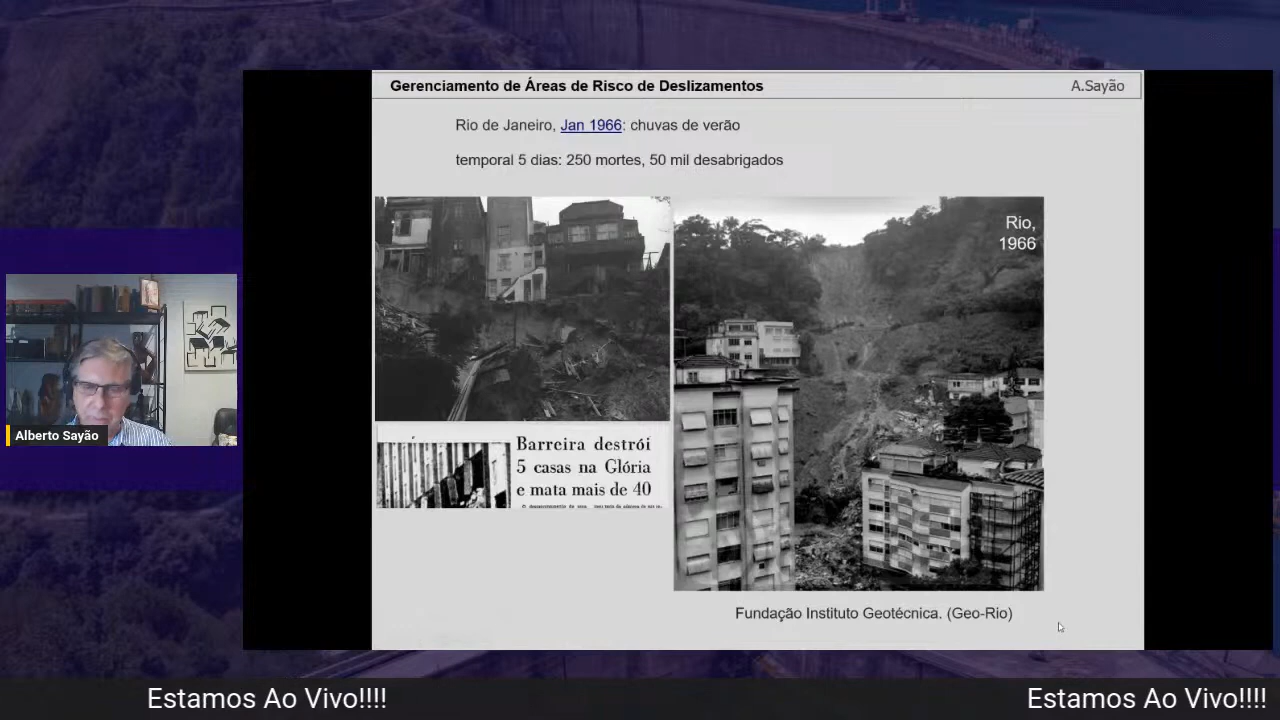 Gerenciamento de Áreas de Risco de Deslizamentos
A.Sayão
Rio de Janeiro, Jan 1966: chuvas de verão
temporal 5 dias: 250 mortes, 50 mil desabrigados
Rio,
1966
Barreira destrói
5 casas na Glória
e mata mais de 40
Fundação Instituto Geotécnica. (Geo-Rio)
Alberto Sayão
Estamos Ao Vivo!!!!
Estamos Ao Vivo!!!!